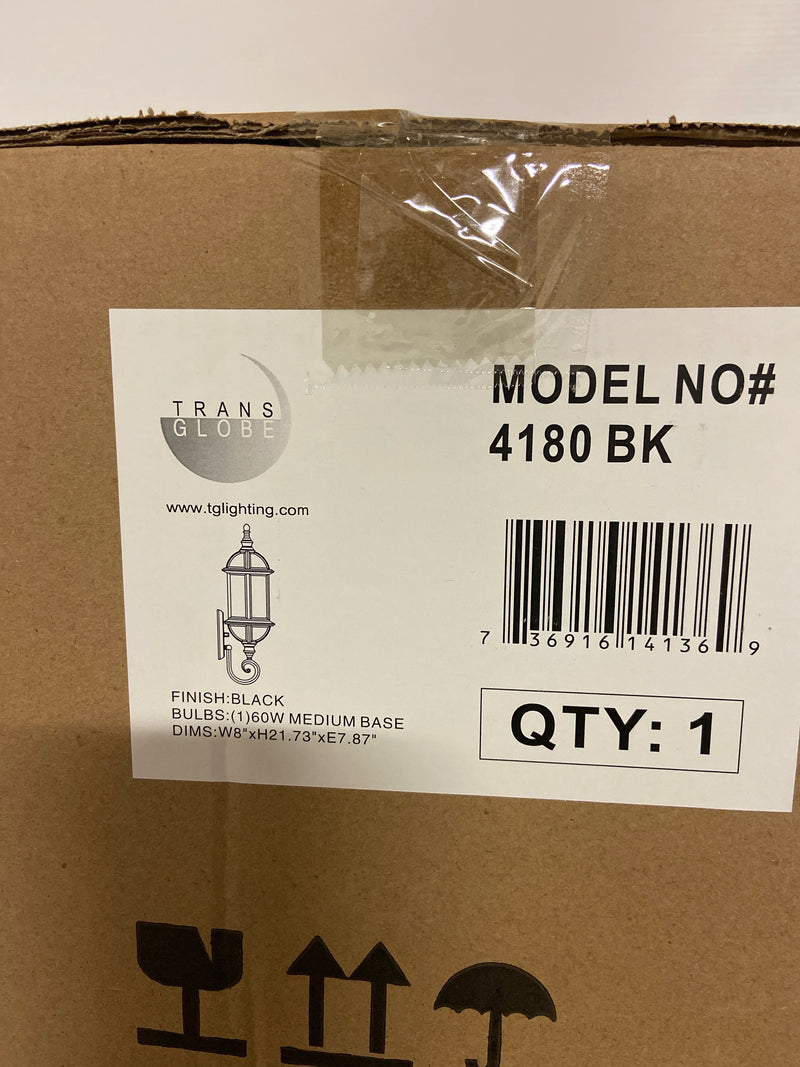 TRANS
GLOBE
www.tglighting.com
FINISH:BLACK
BULBS:(1)60W MEDIUM BASE
DIMS:W8"xH21.73"xE7.87"
MODEL NO#
4180 BK
7 36916 14136 9
QTY: 1